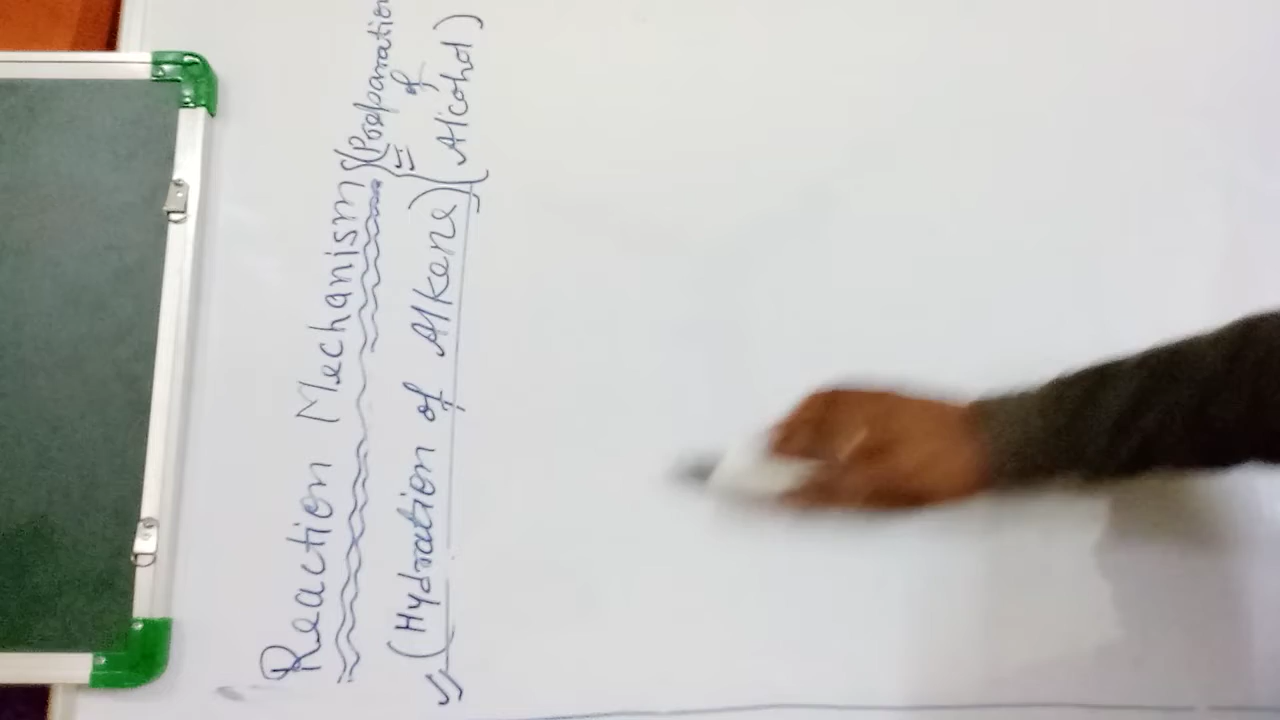 Reaction Mechanism {(Preparation
(Hydration of Alkene) of
(Alcohol)